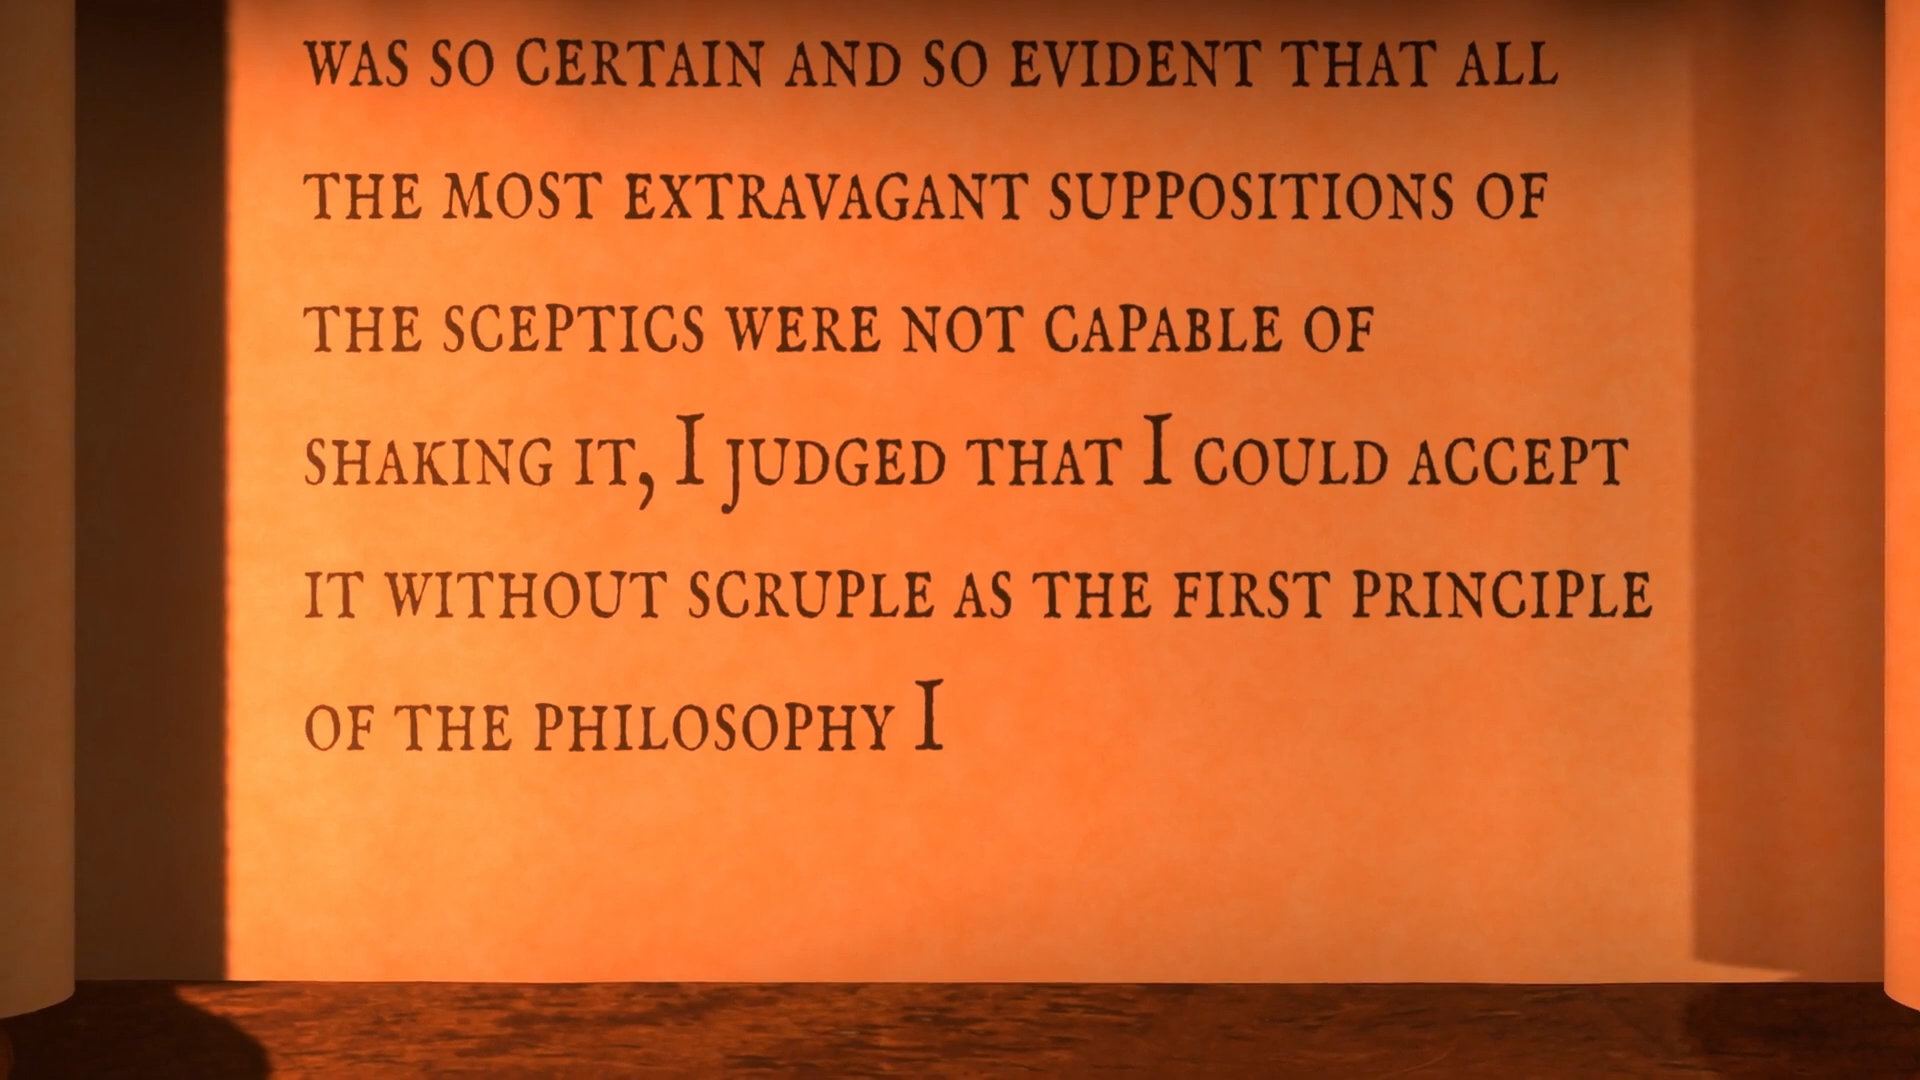 WAS SO CERTAIN AND SO EVIDENT THAT ALL
THE MOST EXTRAVAGANT SUPPOSITIONS OF
THE SCEPTICS WERE NOT CAPABLE OF
SHAKING IT, I JUDGED THAT I COULD ACCEPT
IT WITHOUT SCRUPLE AS THE FIRST PRINCIPLE
OF THE PHILOSOPHY I